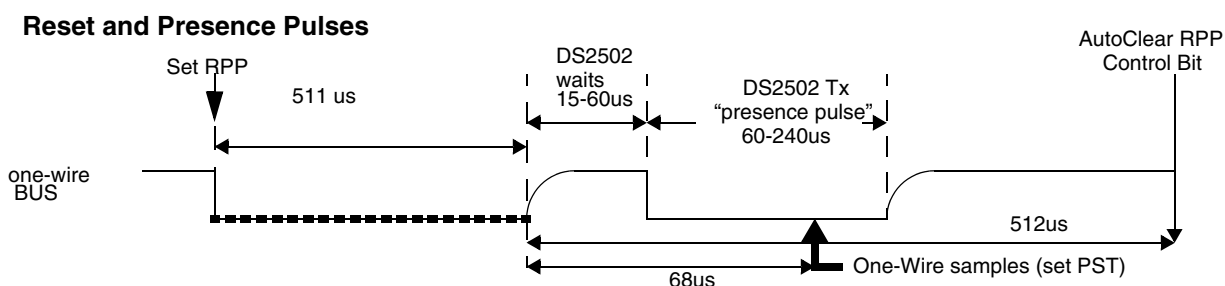 Reset and Presence Pulses
AutoClear RPP
Control Bit
Set RPP
DS2502
waits
15-60us
511 us
DS2502 Tx
“presence pulse”
60-240us
one-wire
BUS
512us
68us
One-Wire samples (set PST)